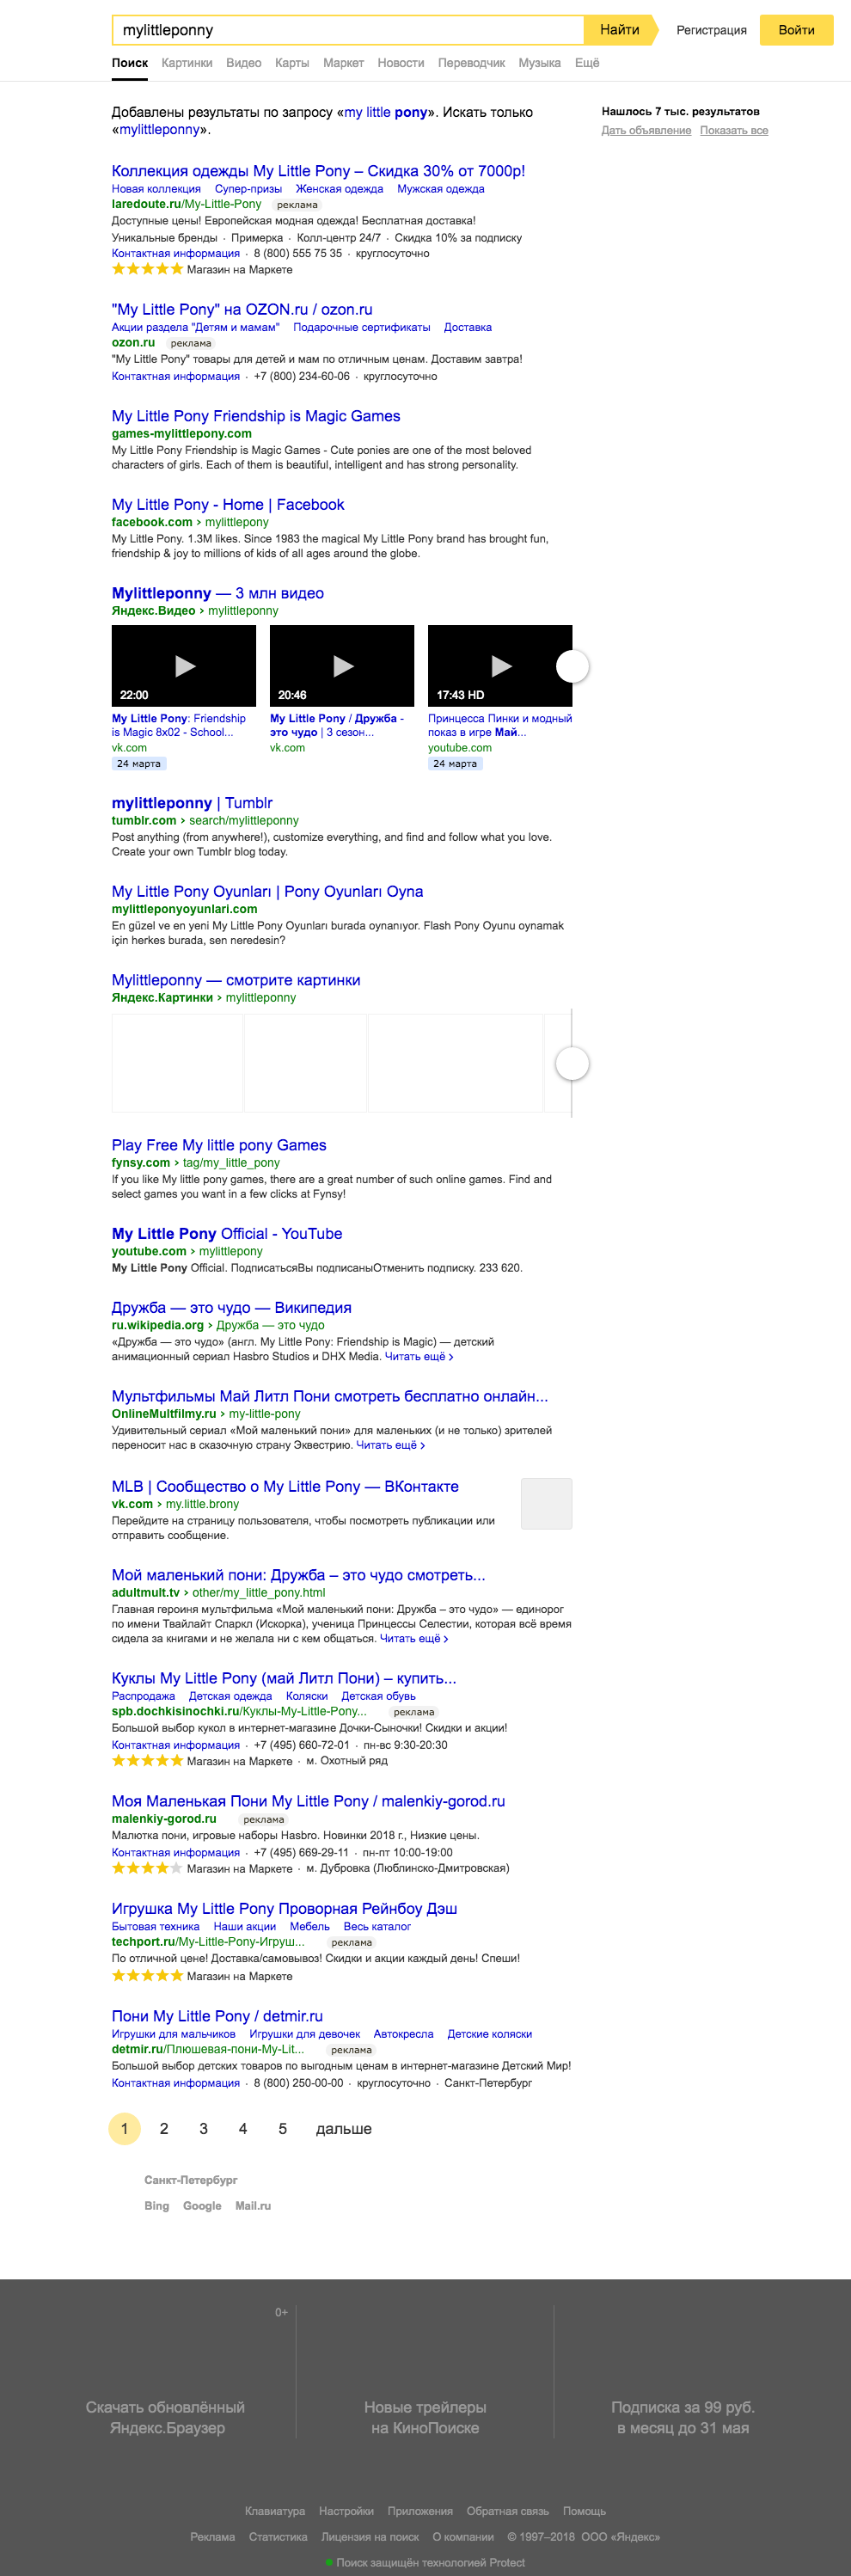 mylittleponny
Найти
Регистрация
Войти
Поиск Картинки Видео Карты Маркет Новости Переводчик Музыка Ещё
Добавлены результаты по запросу «my little pony». Искать только
«mylittleponny».
Нашлось 7 тыс. результатов
Дать объявление Показать все
Коллекция одежды My Little Pony – Скидка 30% от 7000р!
Новая коллекция Супер-призы Женская одежда Мужская одежда
laredoute.ru/My-Little-Pony реклама
Доступные цены! Европейская модная одежда! Бесплатная доставка!
Уникальные бренды · Примерка · Колл-центр 24/7 · Скидка 10% за подписку
Контактная информация · 8 (800) 555 75 35 · круглосуточно
Магазин на Маркете
"My Little Pony" на OZON.ru / ozon.ru
Акции раздела "Детям и мамам" Подарочные сертификаты Доставка
ozon.ru реклама
"My Little Pony" товары для детей и мам по отличным ценам. Доставим завтра!
Контактная информация · +7 (800) 234-60-06 · круглосуточно
My Little Pony Friendship is Magic Games
games-mylittlepony.com
My Little Pony Friendship is Magic Games - Cute ponies are one of the most beloved
characters of girls. Each of them is beautiful, intelligent and has strong personality.
My Little Pony - Home | Facebook
facebook.com › mylittlepony
My Little Pony. 1.3M likes. Since 1983 the magical My Little Pony brand has brought fun,
friendship & joy to millions of kids of all ages around the globe.
Mylittleponny — 3 млн видео
Яндекс.Видео › mylittleponny
22:00
20:46
17:43 HD
My Little Pony: Friendship
is Magic 8x02 - School...
vk.com
24 марта
My Little Pony / Дружба -
это чудо | 3 сезон...
vk.com
Принцесса Пинки и модный
показ в игре Май...
youtube.com
24 марта
mylittleponny | Tumblr
tumblr.com › search/mylittleponny
Post anything (from anywhere!), customize everything, and find and follow what you love.
Create your own Tumblr blog today.
My Little Pony Oyunları | Pony Oyunları Oyna
mylittleponyoyunlari.com
En güzel ve en yeni My Little Pony Oyunları burada oynanıyor. Flash Pony Oyunu oynamak
için herkes burada, sen neredesin?
Mylittleponny — смотрите картинки
Яндекс.Картинки › mylittleponny
Play Free My little pony Games
fynsy.com › tag/my_little_pony
If you like My little pony games, there are a great number of such online games. Find and
select games you want in a few clicks at Fynsy!
My Little Pony Official - YouTube
youtube.com › mylittlepony
My Little Pony Official. ПодписатьсяВы подписаныОтменить подписку. 233 620.
Дружба — это чудо — Википедия
ru.wikipedia.org › Дружба — это чудо
«Дружба — это чудо» (англ. My Little Pony: Friendship is Magic) — детский
анимационный сериал Hasbro Studios и DHX Media. Читать ещё ›
Мультфильмы Май Литл Пони смотреть бесплатно онлайн...
OnlineMultfilmy.ru › my-little-pony
Удивительный сериал «Мой маленький пони» для маленьких (и не только) зрителей
переносит нас в сказочную страну Эквестрию. Читать ещё ›
MLB | Сообщество о My Little Pony — ВКонтакте
vk.com › my.little.brony
Перейдите на страницу пользователя, чтобы посмотреть публикации или
отправить сообщение.
Мой маленький пони: Дружба – это чудо смотреть...
adultmult.tv › other/my_little_pony.html
Главная героиня мультфильма «Мой маленький пони: Дружба – это чудо» — единорог
по имени Твайлайт Спаркл (Искорка), ученица Принцессы Селестии, которая всё время
сидела за книгами и не желала ни с кем общаться. Читать ещё ›
Куклы My Little Pony (май Литл Пони) – купить...
Распродажа Детская одежда Коляски Детская обувь
spb.dochkisinochki.ru/Куклы-My-Little-Pony... реклама
Большой выбор кукол в интернет-магазине Дочки-Сыночки! Скидки и акции!
Контактная информация · +7 (495) 660-72-01 · пн-вс 9:30-20:30
Магазин на Маркете · м. Охотный ряд
Моя Маленькая Пони My Little Pony / malenkiy-gorod.ru
malenkiy-gorod.ru реклама
Малютка пони, игровые наборы Hasbro. Новинки 2018 г., Низкие цены.
Контактная информация · +7 (495) 669-29-11 · пн-пт 10:00-19:00
Магазин на Маркете · м. Дубровка (Люблинско-Дмитровская)
Игрушка My Little Pony Проворная Рейнбоу Дэш
Бытовая техника Наши акции Мебель Весь каталог
techport.ru/My-Little-Pony-Игруш... реклама
По отличной цене! Доставка/самовывоз! Скидки и акции каждый день! Спеши!
Магазин на Маркете
Пони My Little Pony / detmir.ru
Игрушки для мальчиков Игрушки для девочек Автокресла Детские коляски
detmir.ru/Плюшевая-пони-My-Lit... реклама
Большой выбор детских товаров по выгодным ценам в интернет-магазине Детский Мир!
Контактная информация · 8 (800) 250-00-00 · круглосуточно · Санкт-Петербург
1 2 3 4 5 дальше
Санкт-Петербург
Bing Google Mail.ru
0+
Скачать обновлённый
Яндекс.Браузер
Новые трейлеры
на КиноПоиске
Подписка за 99 руб.
в месяц до 31 мая
Клавиатура Настройки Приложения Обратная связь Помощь
Реклама Статистика Лицензия на поиск О компании © 1997–2018 ООО «Яндекс»
Поиск защищён технологией Protect